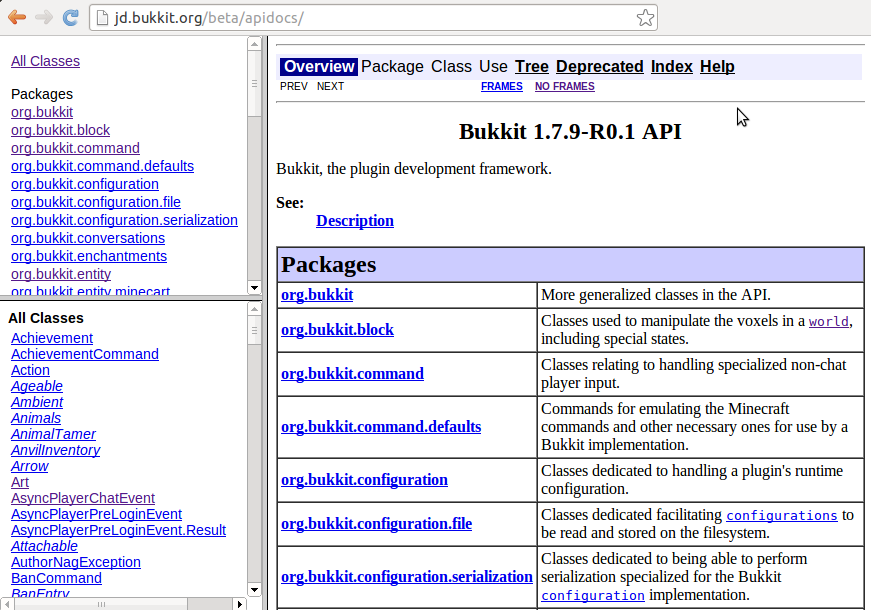 jd.bukkit.org/beta/apidocs/
All Classes
Packages
org.bukkit
org.bukkit.block
org.bukkit.command
org.bukkit.command.defaults
org.bukkit.configuration
org.bukkit.configuration.file
org.bukkit.configuration.serialization
org.bukkit.conversations
org.bukkit.enchantments
org.bukkit.entity
org.bukkit.entity.minecart
All Classes
Achievement
AchievementCommand
Action
Ageable
Ambient
Animals
AnimalTamer
AnvilInventory
Arrow
Art
AsyncPlayerChatEvent
AsyncPlayerPreLoginEvent
AsyncPlayerPreLoginEvent.Result
Attachable
AuthorNagException
BanCommand
BanEntry
Overview Package Class Use Tree Deprecated Index Help
PREV NEXT FRAMES NO FRAMES
Bukkit 1.7.9-R0.1 API
Bukkit, the plugin development framework.
See:
Description
Packages
org.bukkit More generalized classes in the API.
org.bukkit.block Classes used to manipulate the voxels in a world,
including special states.
org.bukkit.command Classes relating to handling specialized non-chat
player input.
org.bukkit.command.defaults Commands for emulating the Minecraft
commands and other necessary ones for use by a
Bukkit implementation.
org.bukkit.configuration Classes dedicated to handling a plugin's runtime
configuration.
org.bukkit.configuration.file Classes dedicated facilitating configurations to
be read and stored on the filesystem.
org.bukkit.configuration.serialization Classes dedicated to being able to perform
serialization specialized for the Bukkit
configuration implementation.